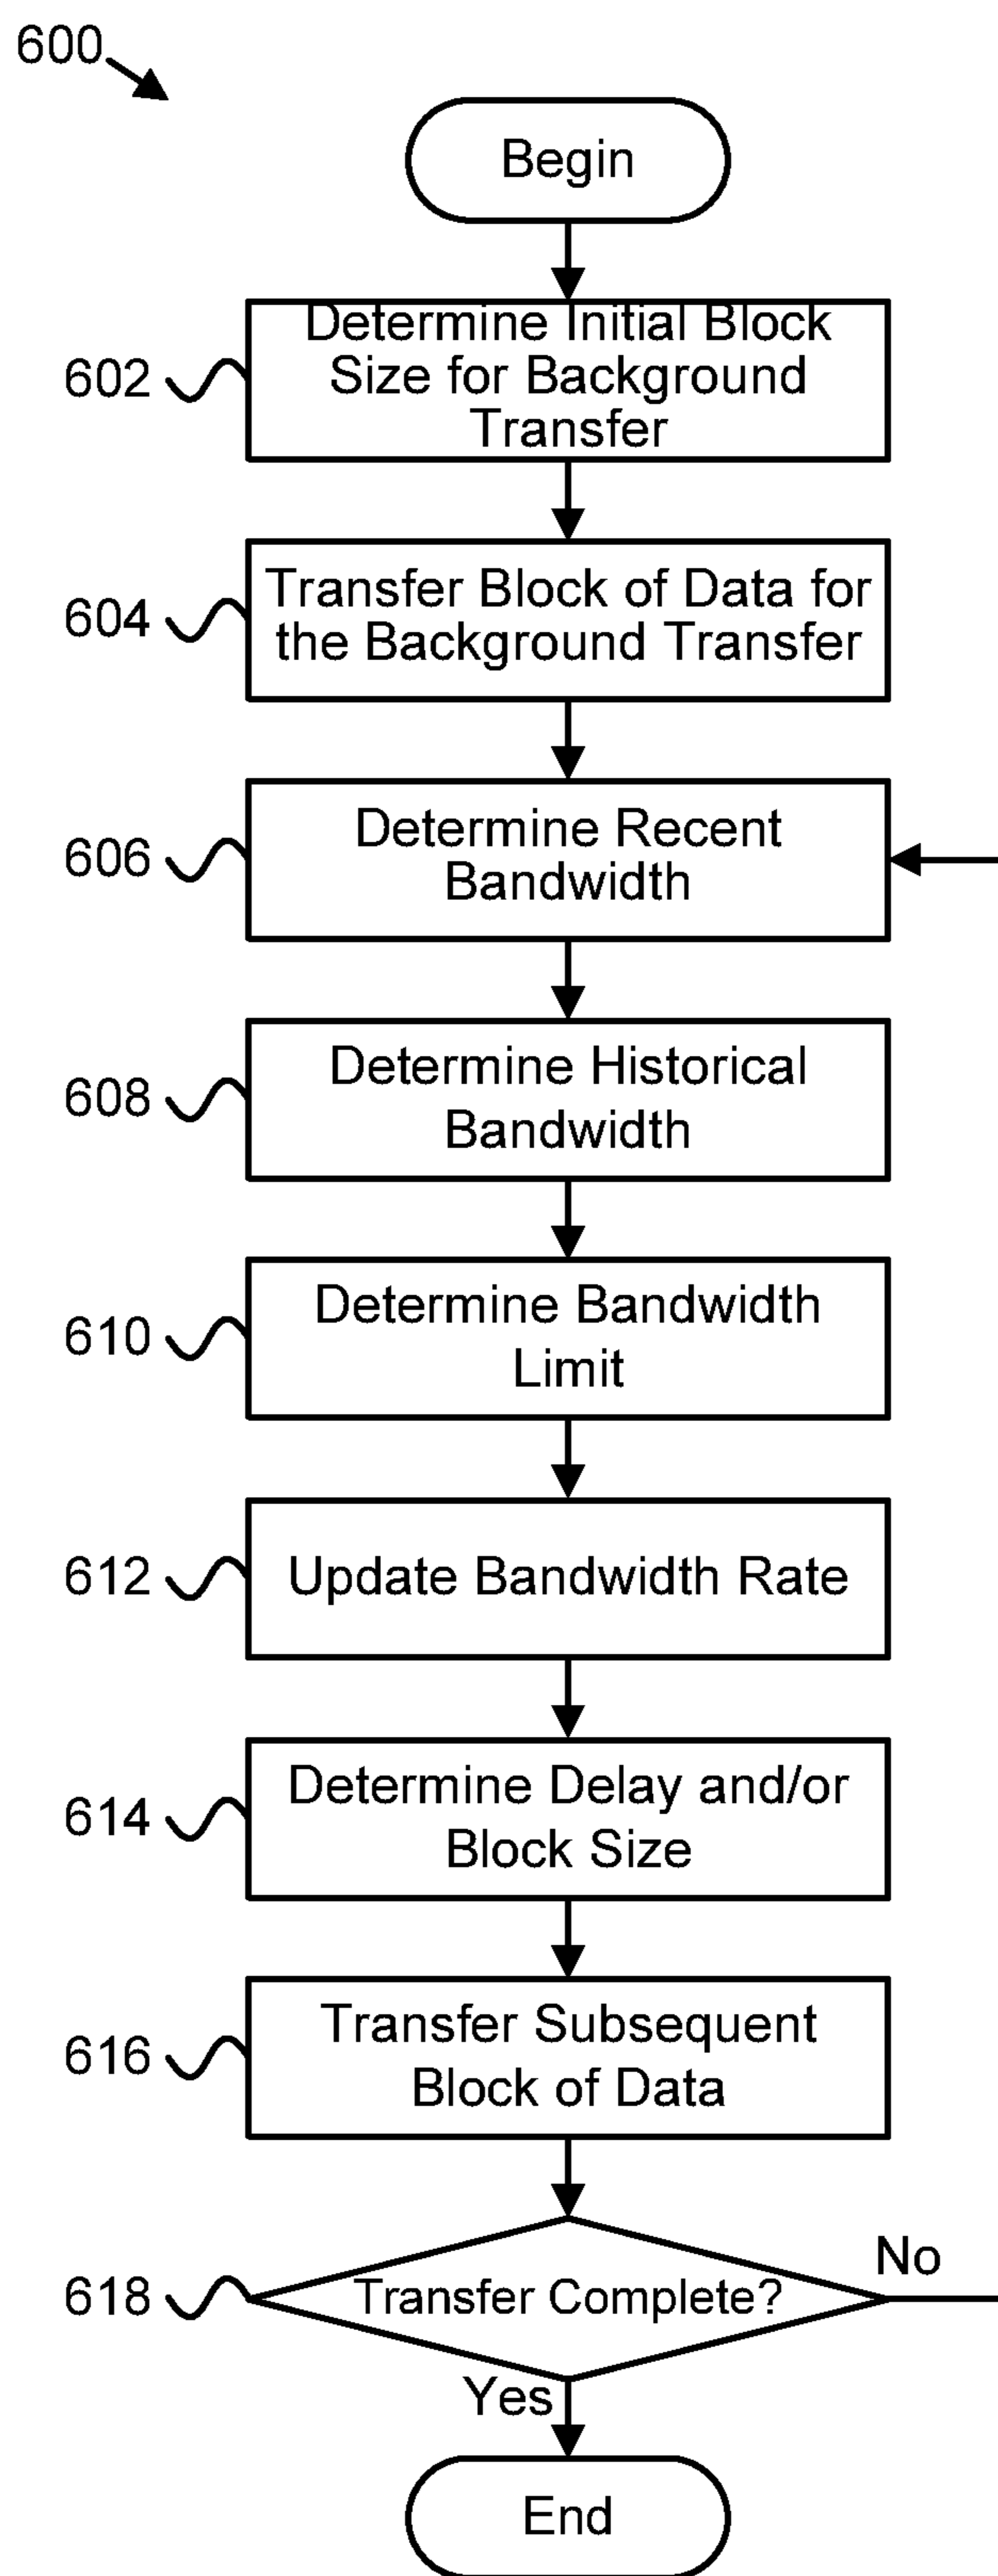 600
Begin
602
Determine Initial Block
Size for Background
Transfer
604
Transfer Block of Data for
the Background Transfer
606
Determine Recent
Bandwidth
608
Determine Historical
Bandwidth
610
Determine Bandwidth
Limit
612
Update Bandwidth Rate
614
Determine Delay and/or
Block Size
616
Transfer Subsequent
Block of Data
618
Transfer Complete?
No
Yes
End